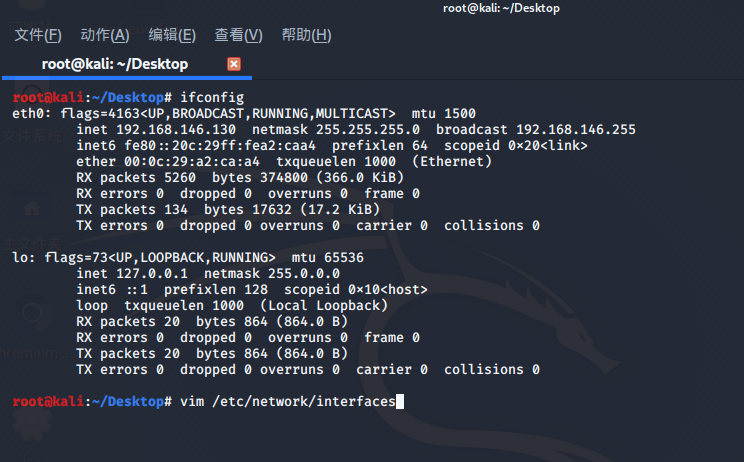 root@kali: ~/Desktop
文件(F) 动作(A) 编辑(E) 查看(V) 帮助(H)
root@kali: ~/Desktop
root@kali:~/Desktop# ifconfig
eth0: flags=4163<UP,BROADCAST,RUNNING,MULTICAST>  mtu 1500
        inet 192.168.146.130  netmask 255.255.255.0  broadcast 192.168.146.255
        inet6 fe80::20c:29ff:fea2:caa4  prefixlen 64  scopeid 0×20<link>
        ether 00:0c:29:a2:ca:a4  txqueuelen 1000  (Ethernet)
        RX packets 5260  bytes 374800 (366.0 KiB)
        RX errors 0  dropped 0  overruns 0  frame 0
        TX packets 134  bytes 17632 (17.2 KiB)
        TX errors 0  dropped 0 overruns 0  carrier 0  collisions 0
lo: flags=73<UP,LOOPBACK,RUNNING>  mtu 65536
        inet 127.0.0.1  netmask 255.0.0.0
        inet6 ::1  prefixlen 128  scopeid 0×10<host>
        loop  txqueuelen 1000  (Local Loopback)
        RX packets 20  bytes 864 (864.0 B)
        RX errors 0  dropped 0  overruns 0  frame 0
        TX packets 20  bytes 864 (864.0 B)
        TX errors 0  dropped 0 overruns 0  carrier 0  collisions 0
root@kali:~/Desktop# vim /etc/network/interfaces
文件系统
主文件夹